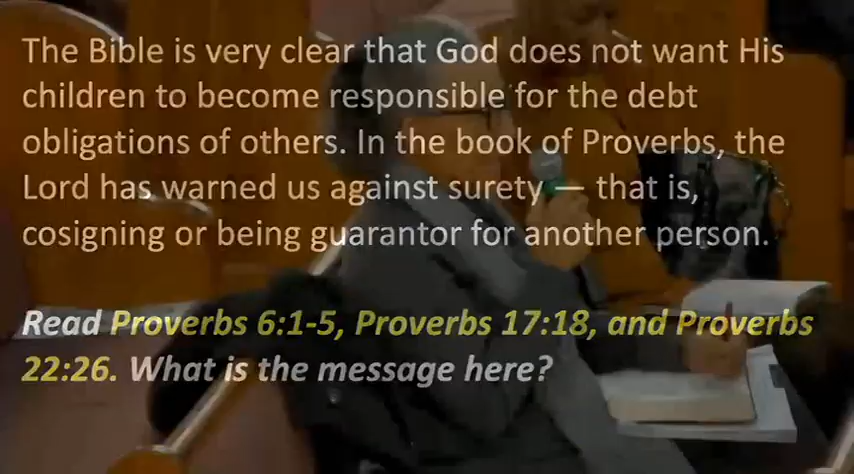 The Bible is very clear that God does not want His
children to become responsible for the debt
obligations of others. In the book of Proverbs, the
Lord has warned us against surety — that is,
cosigning or being guarantor for another person.
Read Proverbs 6:1-5, Proverbs 17:18, and Proverbs
22:26. What is the message here?